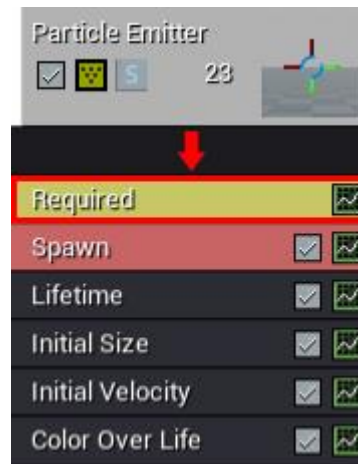 Particle Emitter
S 23
Required
Spawn
Lifetime
Initial Size
Initial Velocity
Color Over Life